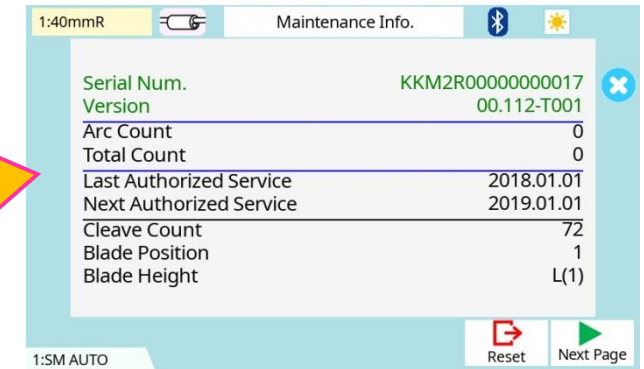 1:40mmR Maintenance Info.
Serial Num. KKM2R00000000017
Version 00.112-T001
Arc Count 0
Total Count 0
Last Authorized Service 2018.01.01
Next Authorized Service 2019.01.01
Cleave Count 72
Blade Position 1
Blade Height L(1)
Reset Next Page
1:SM AUTO